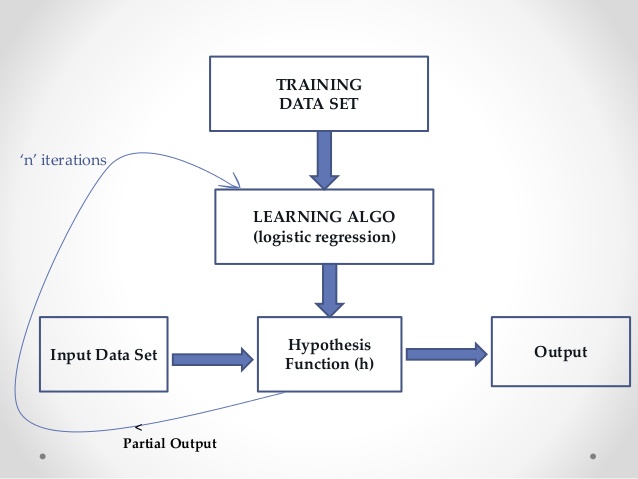 TRAINING
DATA SET
‘n’ iterations
LEARNING ALGO
(logistic regression)
Input Data Set
Hypothesis
Function (h)
Output
<
Partial Output